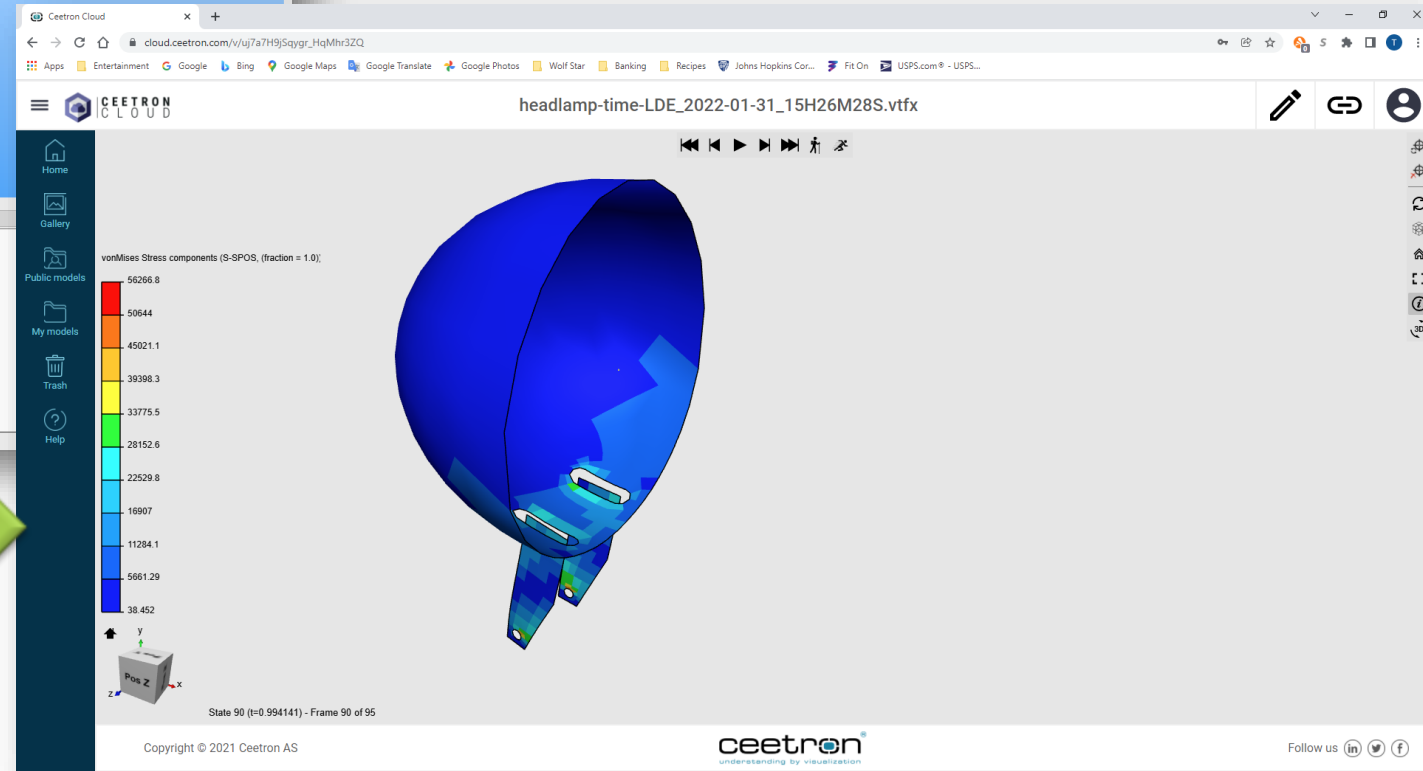 Ceetron Cloud
cloud.ceetron.com/v/uj7a7H9jSqygr_HqMhr3ZQ
Apps Entertainment Google Bing Google Maps Google Translate Google Photos Wolf Star Banking Recipes Johns Hopkins Cor... Fit On USPS.com® - USPS...
CEETRON
CLOUD
headlamp-time-LDE_2022-01-31_15H26M28S.vtfx
Home
Gallery
Public models
My models
Trash
Help
vonMises Stress components (S-SPOS, (fraction = 1.0);
56266.8
50644
45021.1
39398.3
33775.5
28152.6
22529.8
16907
11284.1
5661.29
38.452
y
Pos Z
z
x
State 90 (t=0.994141) - Frame 90 of 95
Copyright © 2021 Ceetron AS
ceetron®
understanding by visualization
Follow us